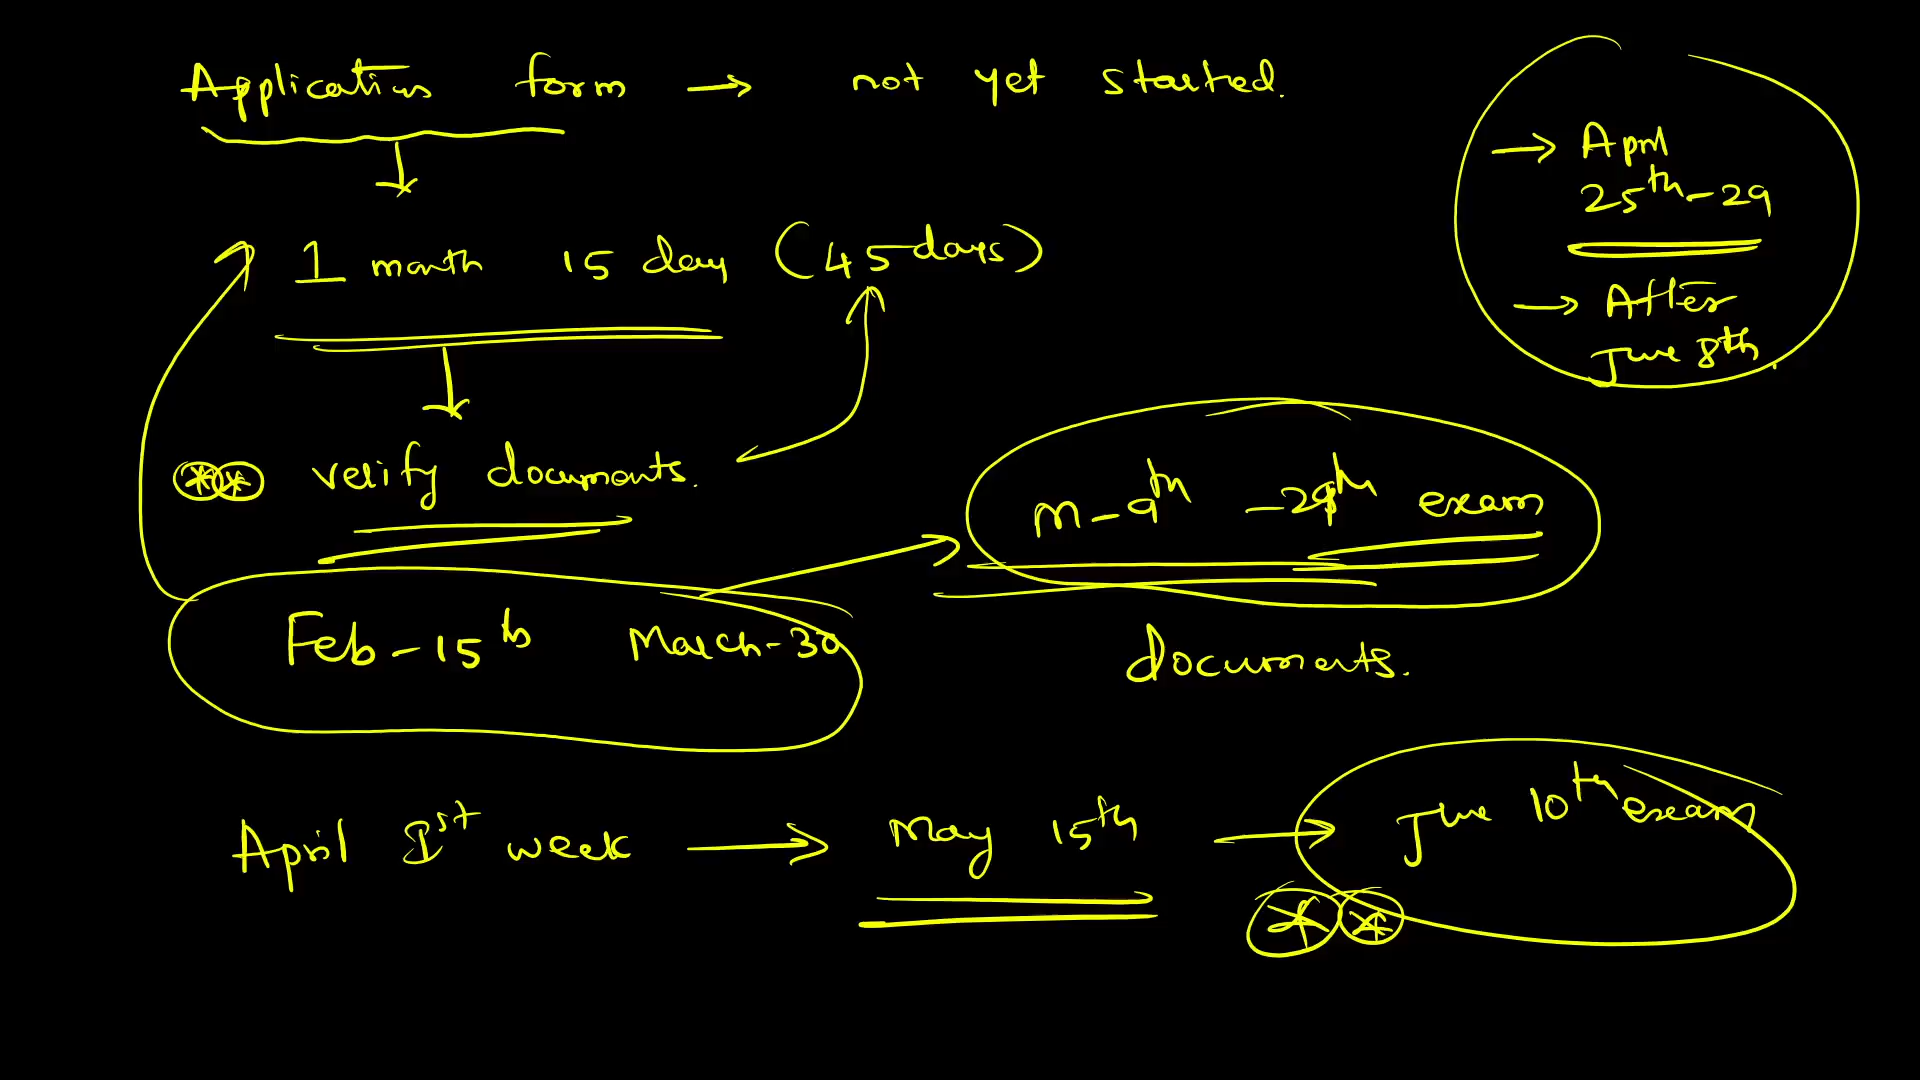 Application form → not yet started.
→ April
25th - 29
1 month 15 day (45 days)
→ After
June 8th.
** verify documents.
m - 9th - 29th exam
Feb - 15th March - 30
documents.
April 1st week → May 15th → June 10th exam
**